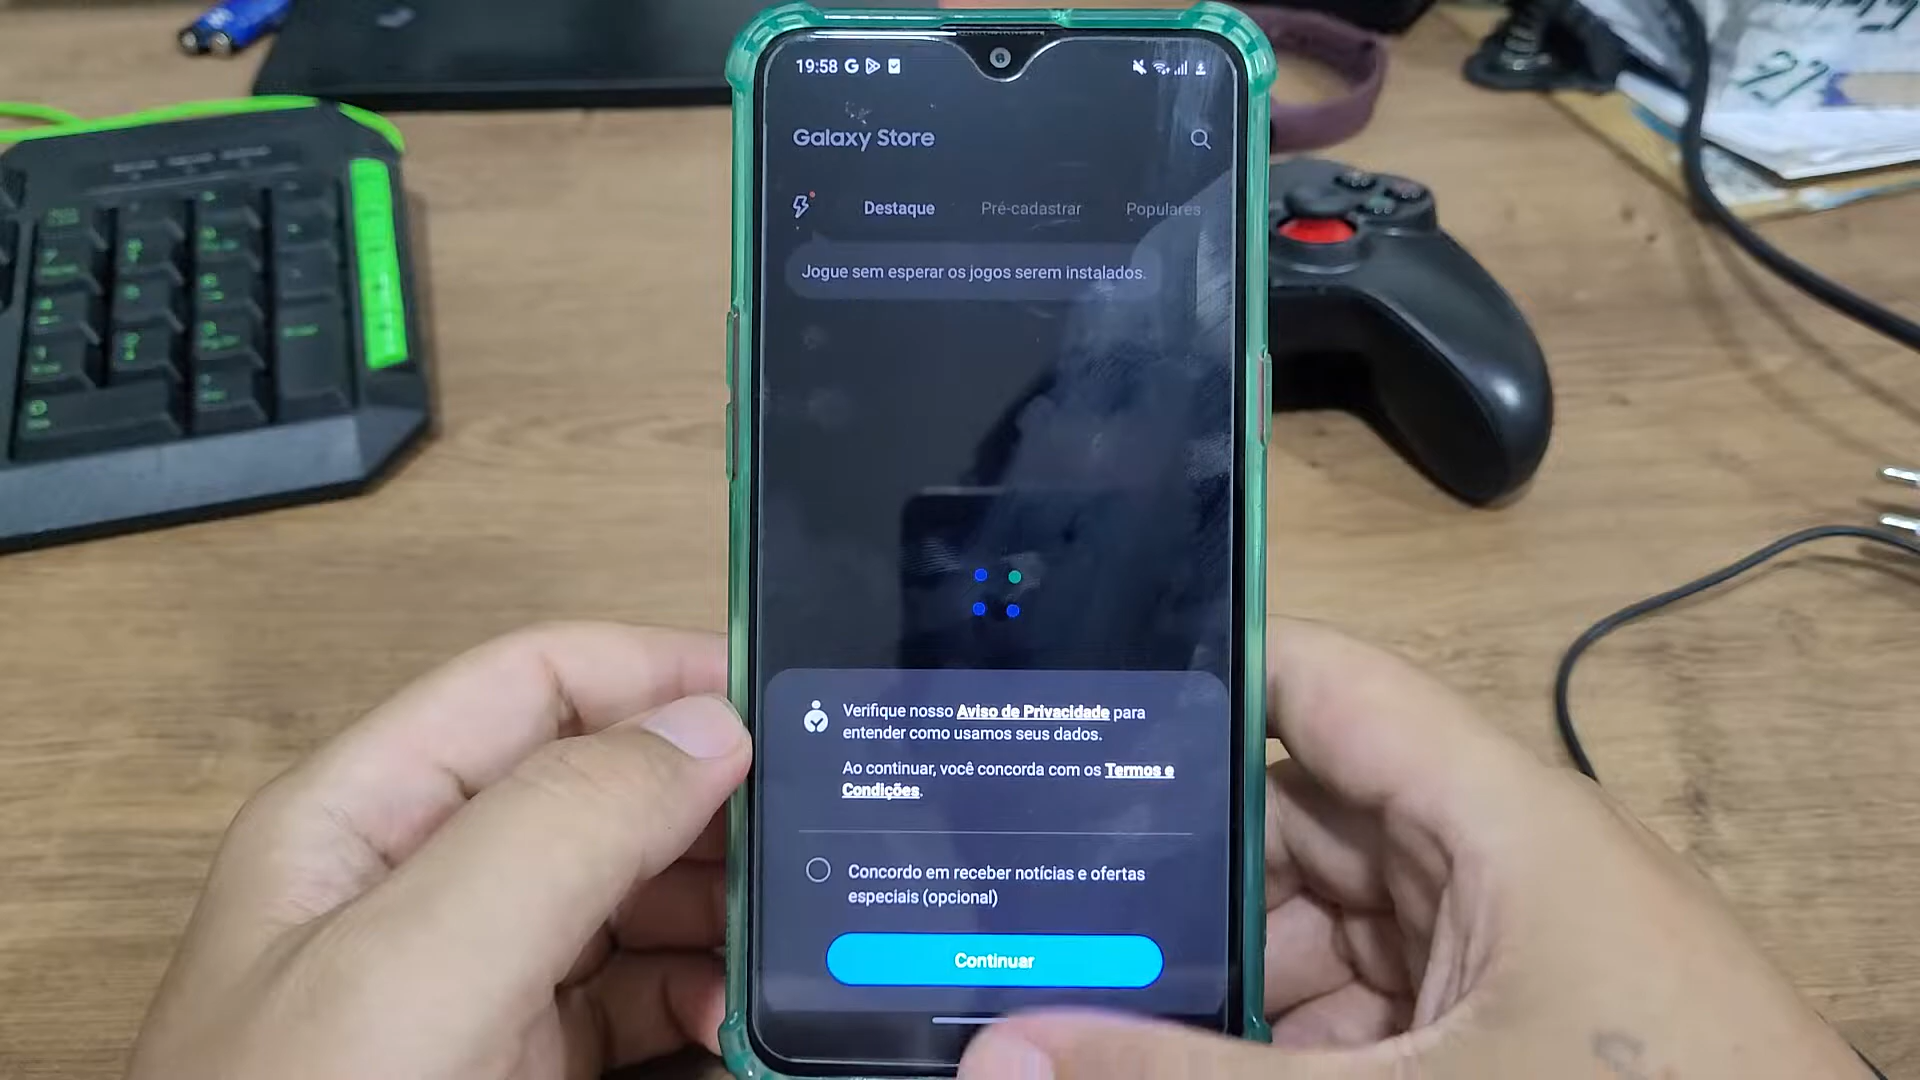 19:58
Galaxy Store
Destaque Pré-cadastrar Populares
Jogue sem esperar os jogos serem instalados.
Verifique nosso Aviso de Privacidade para
entender como usamos seus dados.
Ao continuar, você concorda com os Termos e
Condições.
Concordo em receber notícias e ofertas
especiais (opcional)
Continuar